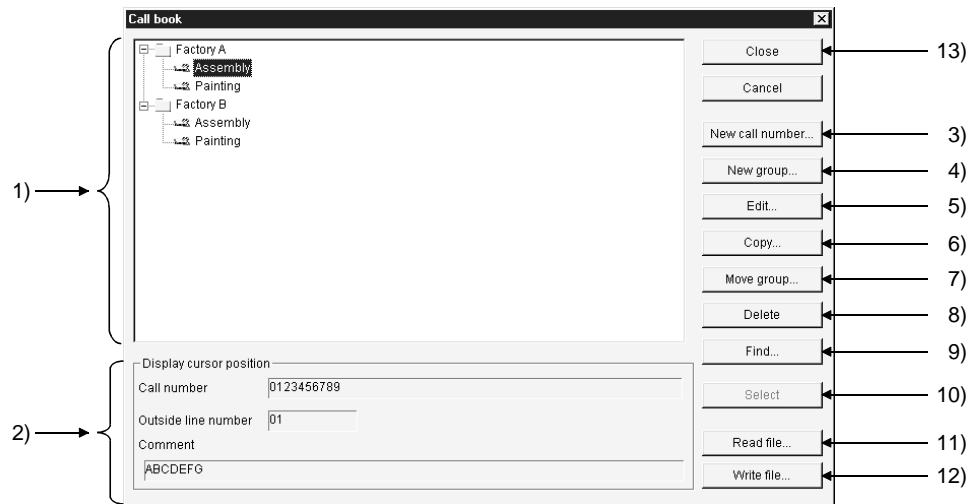 Call book
Factory A
Assembly
Painting
Factory B
Assembly
Painting
1)
Close
13)
Cancel
New call number...
3)
New group...
4)
Edit...
5)
Copy...
6)
Move group...
7)
Delete
8)
Find...
9)
Select
10)
Read file...
11)
Write file...
12)
2)
Display cursor position
Call number 0123456789
Outside line number 01
Comment
ABCDEFG